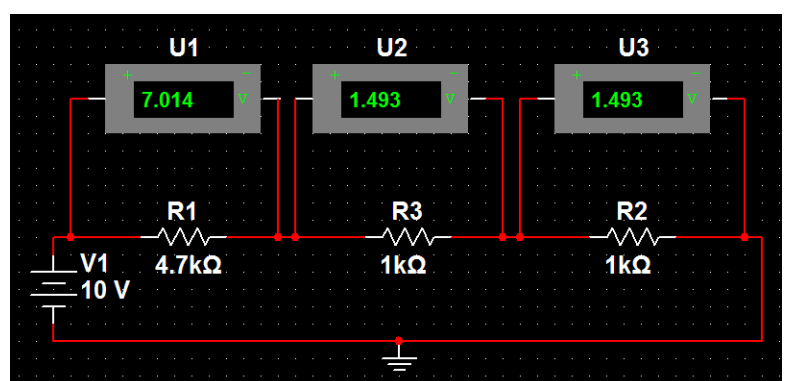 U1 U2 U3
+ − + − + −
7.014 V 1.493 V 1.493 V
R1 R3 R2
4.7kΩ 1kΩ 1kΩ
V1
10 V